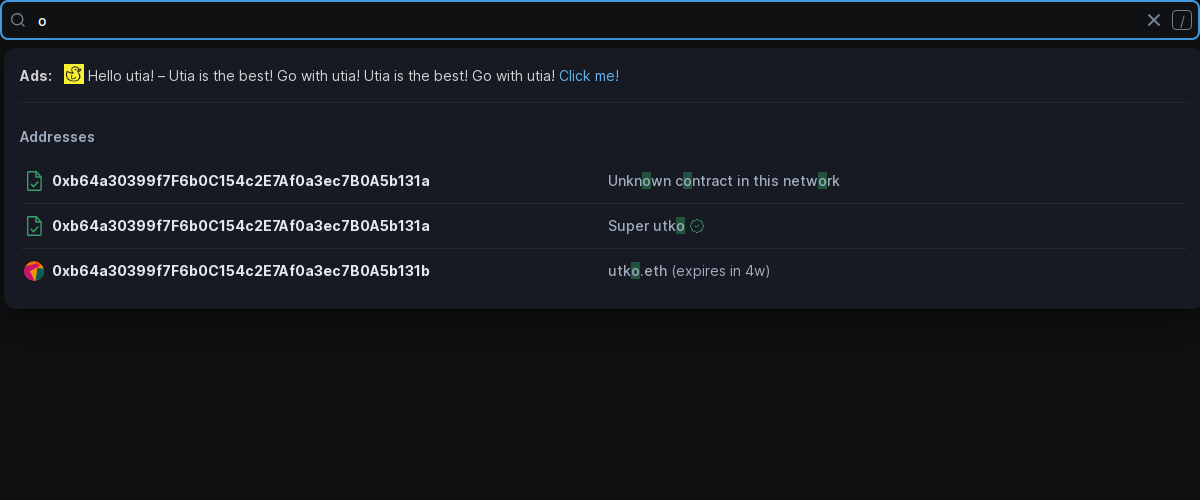 o /
Ads: Hello utia! – Utia is the best! Go with utia! Utia is the best! Go with utia! Click me!
Addresses
0xb64a30399f7F6b0C154c2E7Af0a3ec7B0A5b131a Unknown contract in this network
0xb64a30399f7F6b0C154c2E7Af0a3ec7B0A5b131a Super utko
0xb64a30399f7F6b0C154c2E7Af0a3ec7B0A5b131b utko.eth (expires in 4w)